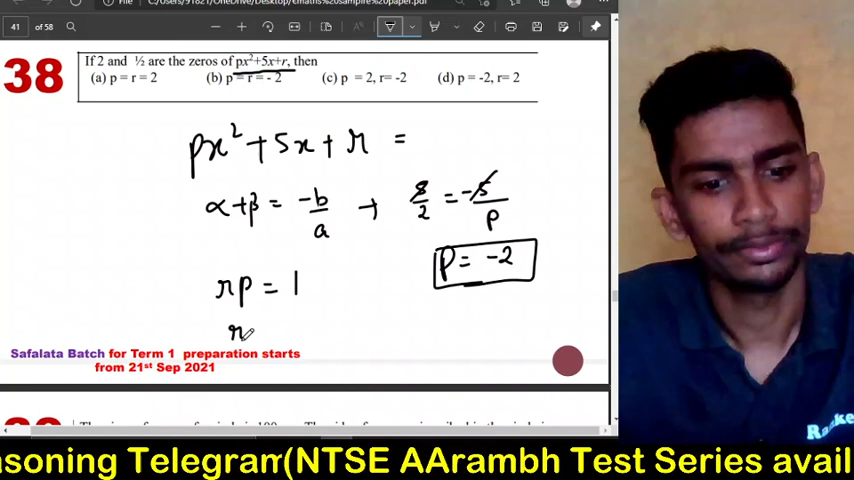 41 of 58
38
If 2 and ½ are the zeros of px²+5x+r, then
(a) p = r = 2 (b) p = r = - 2 (c) p = 2, r= -2 (d) p = -2, r= 2
px² + 5x + r =
α+β = -b/a → 5/2 = -5/p
p = -2
rp = 1
r
Safalata Batch for Term 1 preparation starts
from 21st Sep 2021
asoning Telegram(NTSE AArambh Test Series avail